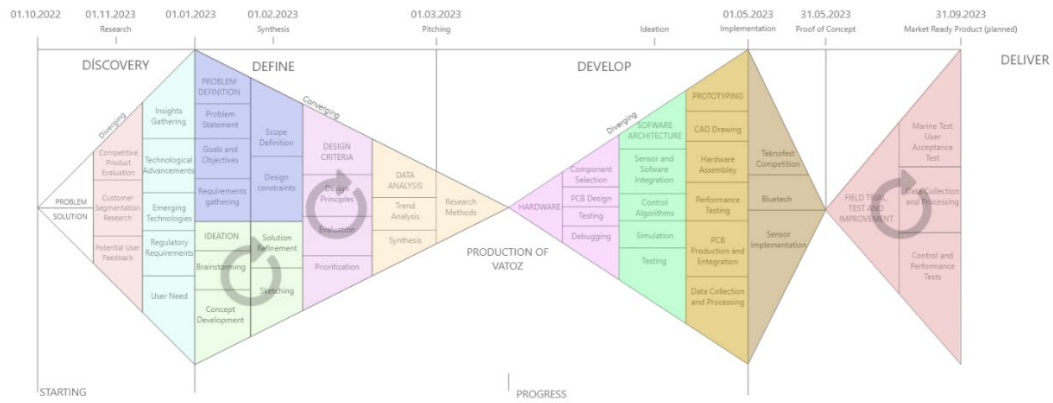 01.10.2022
01.11.2023
Research
01.01.2023
01.02.2023
Synthesis
01.03.2023
Pitching
Ideation
01.05.2023
Implementation
31.05.2023
Proof of Concept
31.09.2023
Market Ready Product (planned)
DİSCOVERY
DEFINE
DEVELOP
DELIVER
Diverging
PROBLEM
SOLUTION
Competitive
Product
Evaluation
Customer
Segmentation
Research
Potential User
Feedback
Insights
Gathering
Technological
Advancements
Emerging
Technologies
Regulatory
Requirements
User Need
PROBLEM
DEFINITION
Problem
Statement
Goals and
Objectives
Requirements
gathering
IDEATION
Brainstorming
Concept
Development
Scope
Definition
Design
constraints
Solution
Refinement
Sketching
Converging
DESIGN
CRITERIA
Design
Principles
Evaluation
Prioritization
DATA
ANALYSIS
Trend
Analysis
Synthesis
Research
Methods
PRODUCTION OF
VATOZ
HARDWARE
Diverging
Component
Selection
PCB Design
Testing
Debugging
SOFWARE
ARCHITECTURE
Sensor and
Sofware
Integration
Control
Algorithms
Simulation
Testing
PROTOTYPING
CAD Drawing
Hardware
Assembley
Performance
Testing
PCB
Production and
Entegration
Data Collection
and Processing
Teknofest
Competition
Bluetech
Sensor
Implementation
FIELD TRIAL,
TEST AND
IMPROVEMENT
Marine Test
User
Acceptance
Test
Data Collection
and Processing
Control and
Performance
Tests
STARTING
PROGRESS